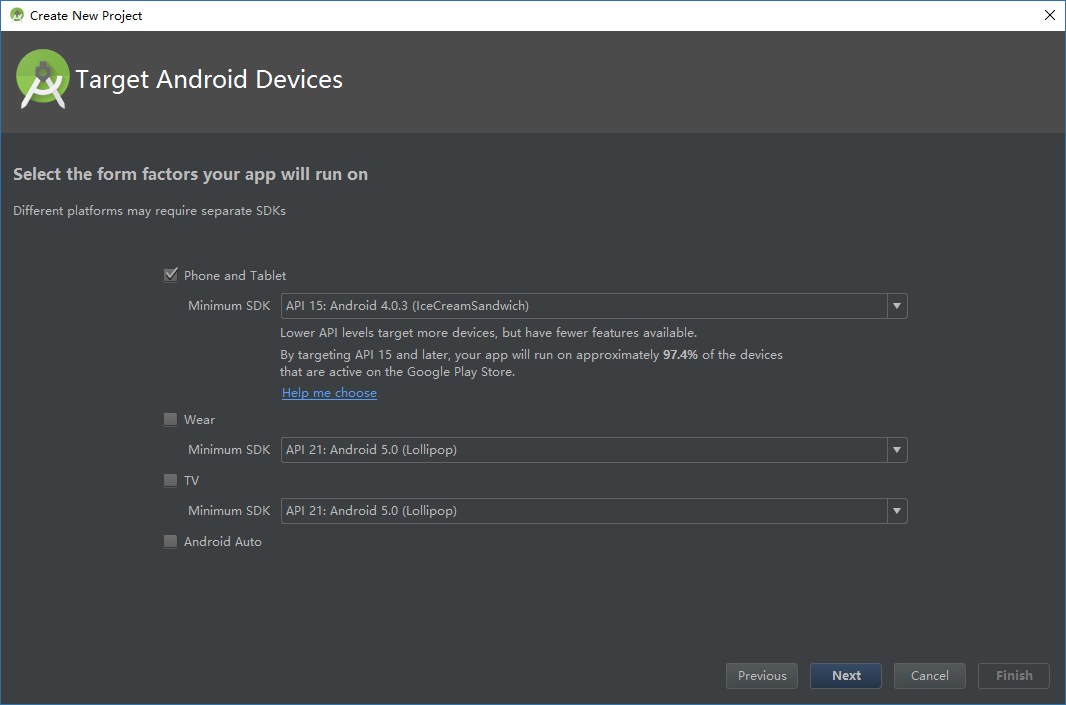 Create New Project
Target Android Devices
Select the form factors your app will run on
Different platforms may require separate SDKs
Phone and Tablet
Minimum SDK API 15: Android 4.0.3 (IceCreamSandwich)
Lower API levels target more devices, but have fewer features available.
By targeting API 15 and later, your app will run on approximately 97.4% of the devices
that are active on the Google Play Store.
Help me choose
Wear
Minimum SDK API 21: Android 5.0 (Lollipop)
TV
Minimum SDK API 21: Android 5.0 (Lollipop)
Android Auto
Previous Next Cancel Finish